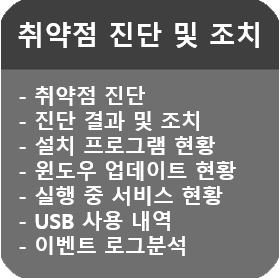 취약점 진단 및 조치
- 취약점 진단
- 진단 결과 및 조치
- 설치 프로그램 현황
- 윈도우 업데이트 현황
- 실행 중 서비스 현황
- USB 사용 내역
- 이벤트 로그분석